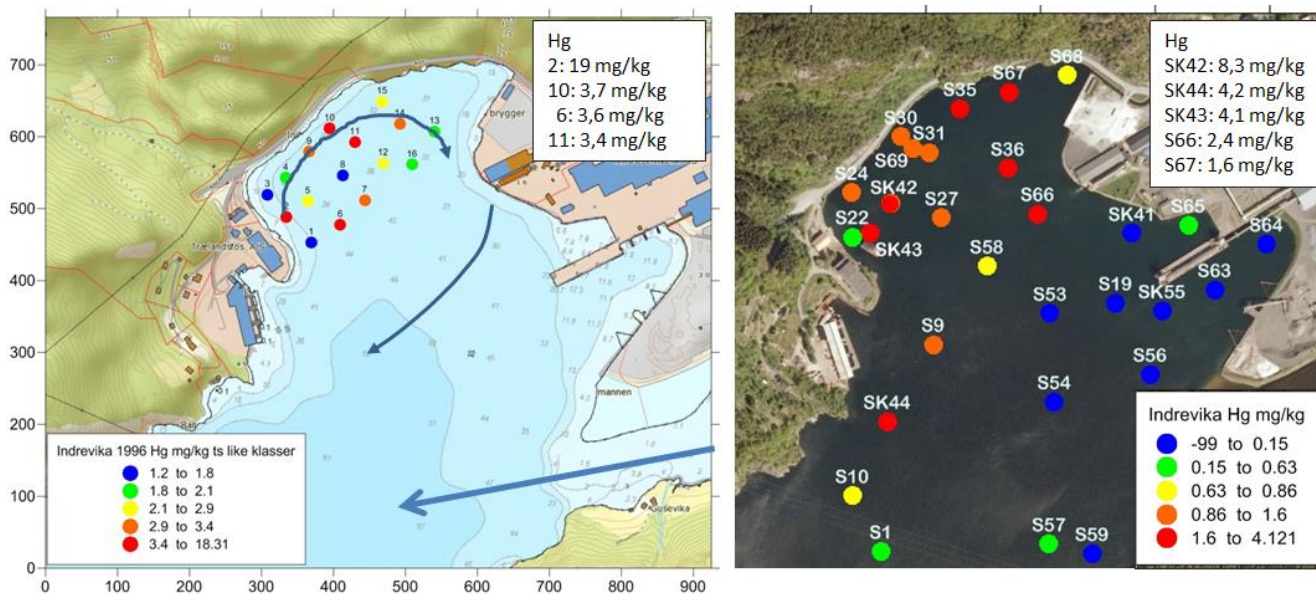 Hg
2: 19 mg/kg
10: 3,7 mg/kg
6: 3,6 mg/kg
11: 3,4 mg/kg
700
600
500
400
300
200
100
0
0 100 200 300 400 500 600 700 800 900
15
10
14
13
11
9
12
16
4
8
3
5
7
2
6
1
brygger
Trælandsfos. A/S
mannen
Gusevika
Indrevika 1996 Hg mg/kg ts like klasser
1.2 to 1.8
1.8 to 2.1
2.1 to 2.9
2.9 to 3.4
3.4 to 18.31
Hg
SK42: 8,3 mg/kg
SK44: 4,2 mg/kg
SK43: 4,1 mg/kg
S66: 2,4 mg/kg
S67: 1,6 mg/kg
S68
S67
S35
S30
S31
S69
S36
S24
SK42
S27
S66
S22
SK43
SK41
S65
S64
S58
S63
S19
SK55
S53
S9
S56
S54
SK44
S10
S1
S57
S59
Indrevika Hg mg/kg
-99 to 0.15
0.15 to 0.63
0.63 to 0.86
0.86 to 1.6
1.6 to 4.121